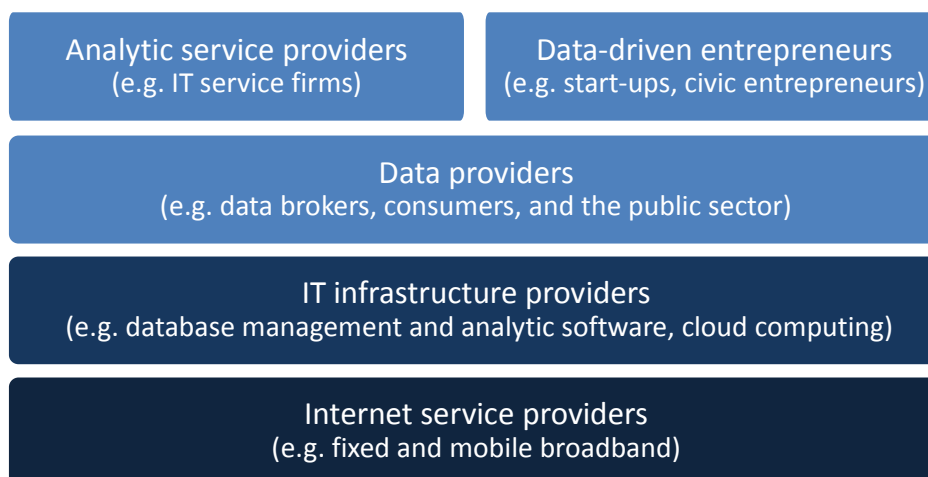 Analytic service providers
(e.g. IT service firms)
Data-driven entrepreneurs
(e.g. start-ups, civic entrepreneurs)
Data providers
(e.g. data brokers, consumers, and the public sector)
IT infrastructure providers
(e.g. database management and analytic software, cloud computing)
Internet service providers
(e.g. fixed and mobile broadband)